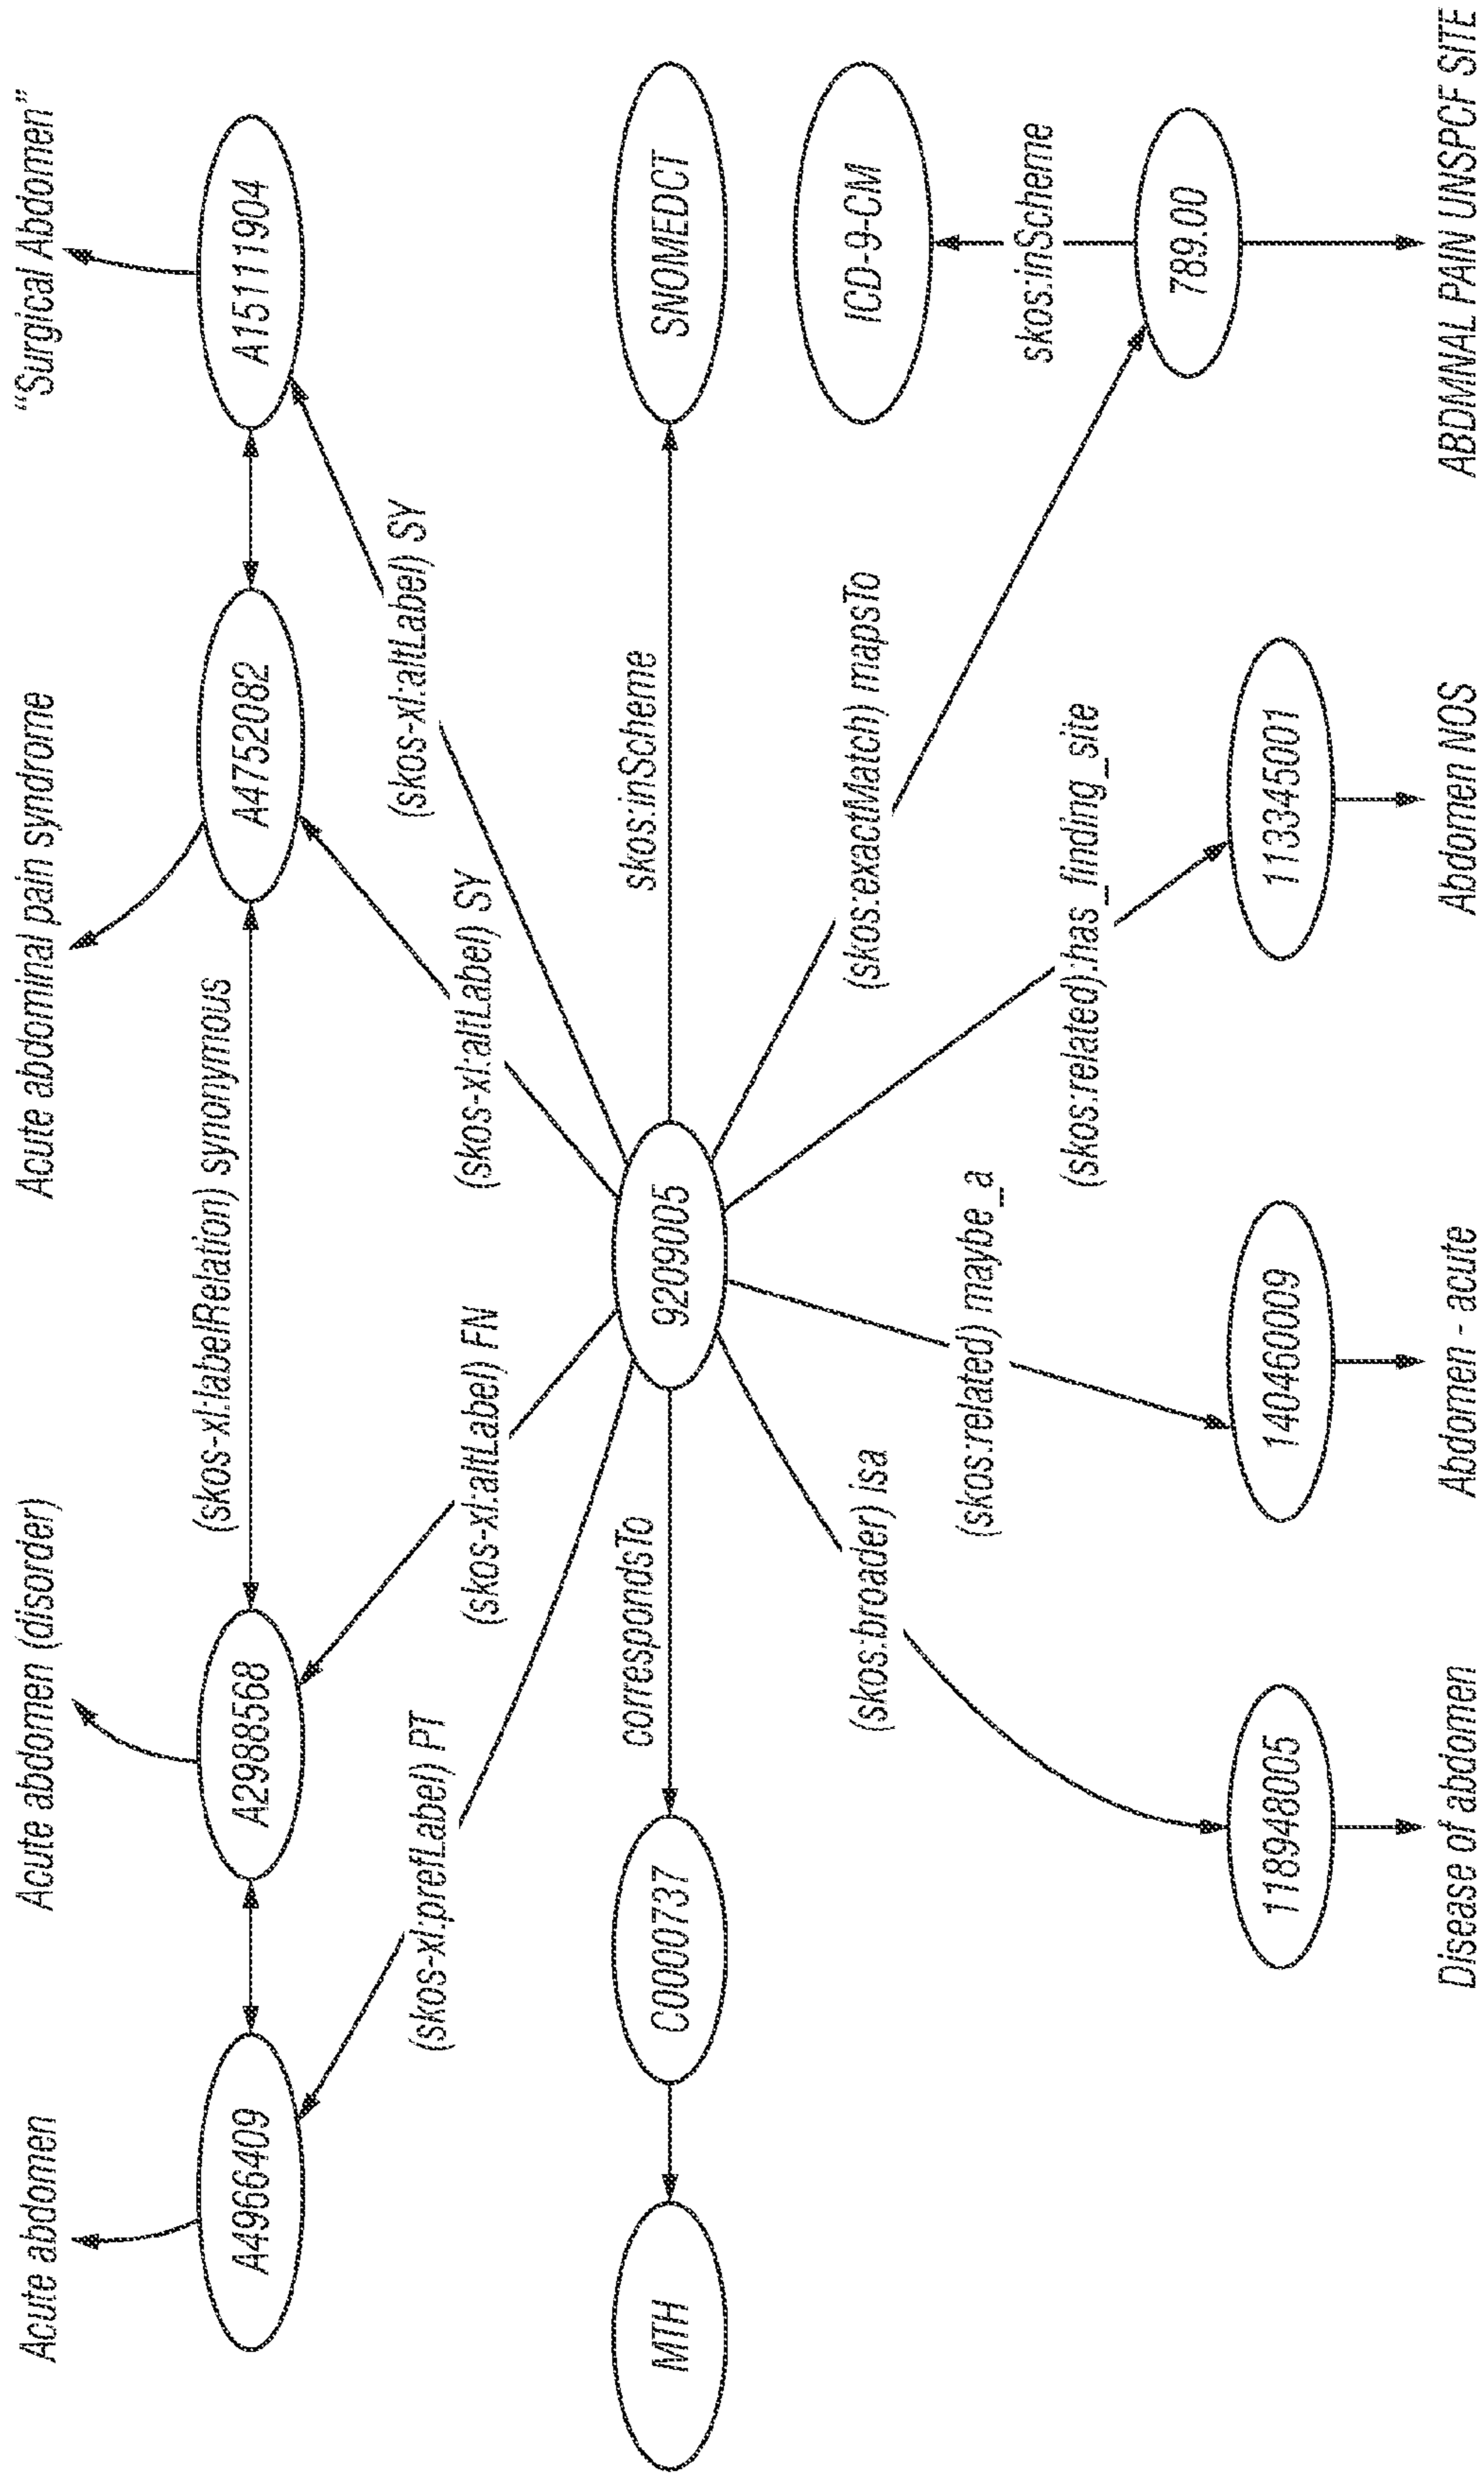 Acute abdomen
Acute abdomen (disorder)
Acute abdominal pain syndrome
“Surgical Abdomen”
A4966409
A2988568
(skos-xl:labelRelation) synonymous
A4752082
A15111904
(skos-xl:prefLabel) PT
(skos-xl:altLabel) FN
(skos-xl:altLabel) SY
(skos-xl:altLabel) SY
MTH
C0000737
correspondsTo
9209005
skos:inScheme
SNOMEDCT
(skos:broader) isa
(skos:related) maybe_a
(skos:related):has_finding_site
(skos:exactMatch) mapsTo
ICD-9-CM
skos:inScheme
118948005
140460009
113345001
789.00
Disease of abdomen
Abdomen - acute
Abdomen NOS
ABDMNAL PAIN UNSPCF SITE